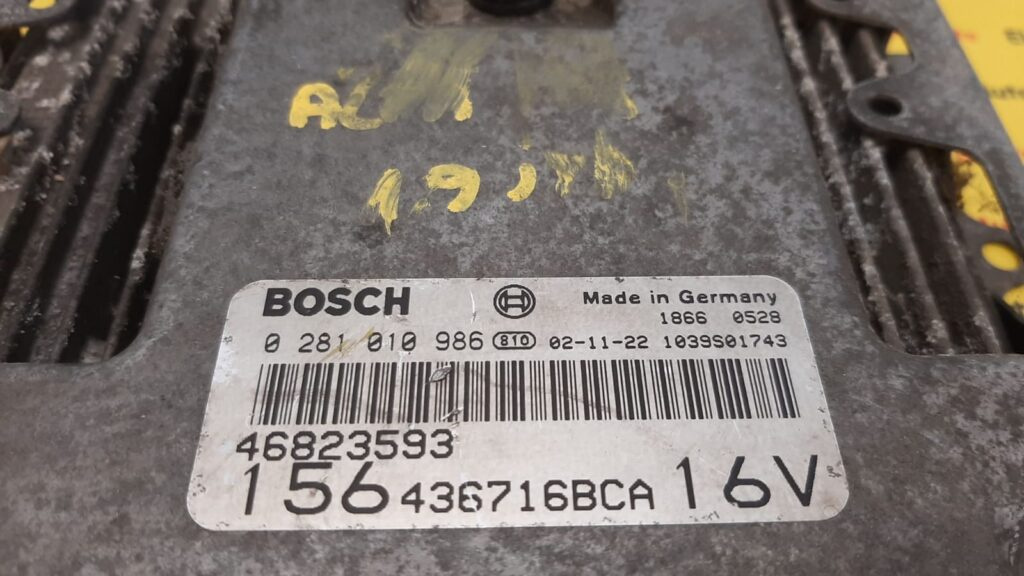 1.9 J
BOSCH Made in Germany
1866 0528
0 281 010 986 810 02-11-22 1039S01743
46823593
156 436716BCA 16V